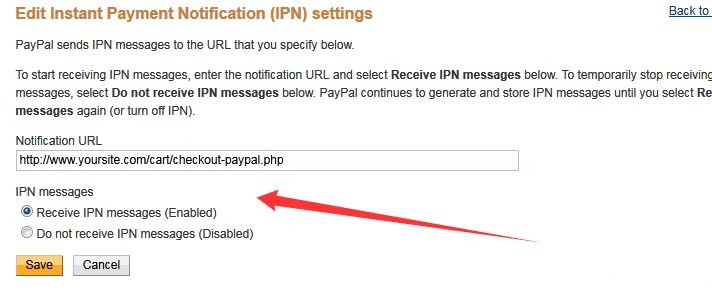 Edit Instant Payment Notification (IPN) settings
Back to
PayPal sends IPN messages to the URL that you specify below.
To start receiving IPN messages, enter the notification URL and select Receive IPN messages below. To temporarily stop receiving
messages, select Do not receive IPN messages below. PayPal continues to generate and store IPN messages until you select Re
messages again (or turn off IPN).
Notification URL
http://www.yoursite.com/cart/checkout-paypal.php
IPN messages
Receive IPN messages (Enabled)
Do not receive IPN messages (Disabled)
Save
Cancel